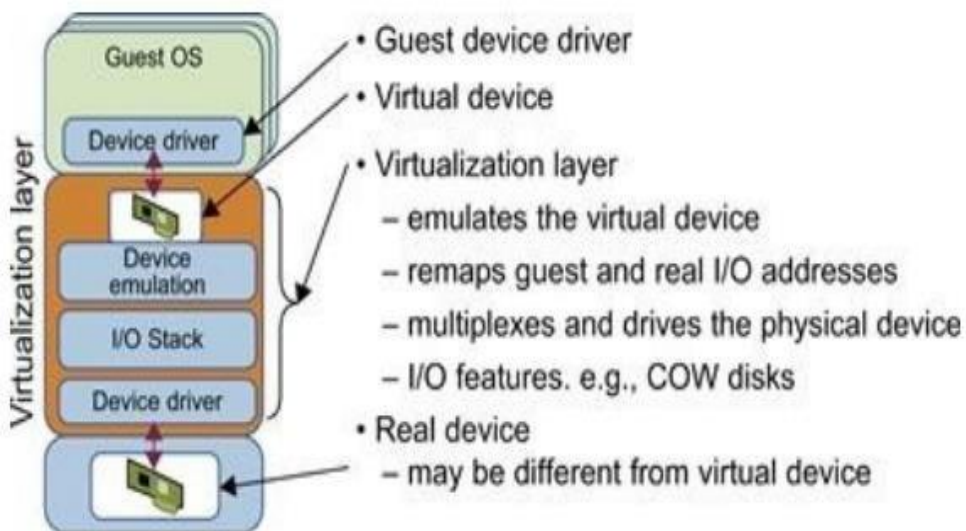 Guest OS
Device driver
Virtualization layer
Device
emulation
I/O Stack
Device driver
• Guest device driver
• Virtual device
• Virtualization layer
– emulates the virtual device
– remaps guest and real I/O addresses
– multiplexes and drives the physical device
– I/O features. e.g., COW disks
• Real device
– may be different from virtual device